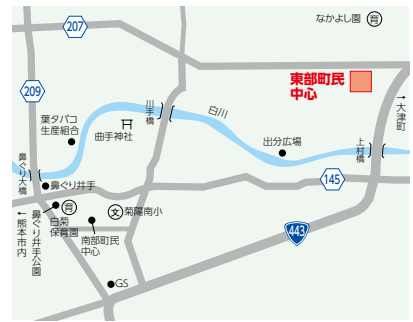 なかよし園
育
207
東部町民
中心
209
→大津町
川手橋
白川
葉タバコ
生産組合
曲手神社
出分広場
上村橋
鼻ぐり大橋
鼻ぐり井手
145
育
白菊
保育園
文
菊陽南小
鼻ぐり井手公園
←熊本市内
南部町民
中心
443
GS